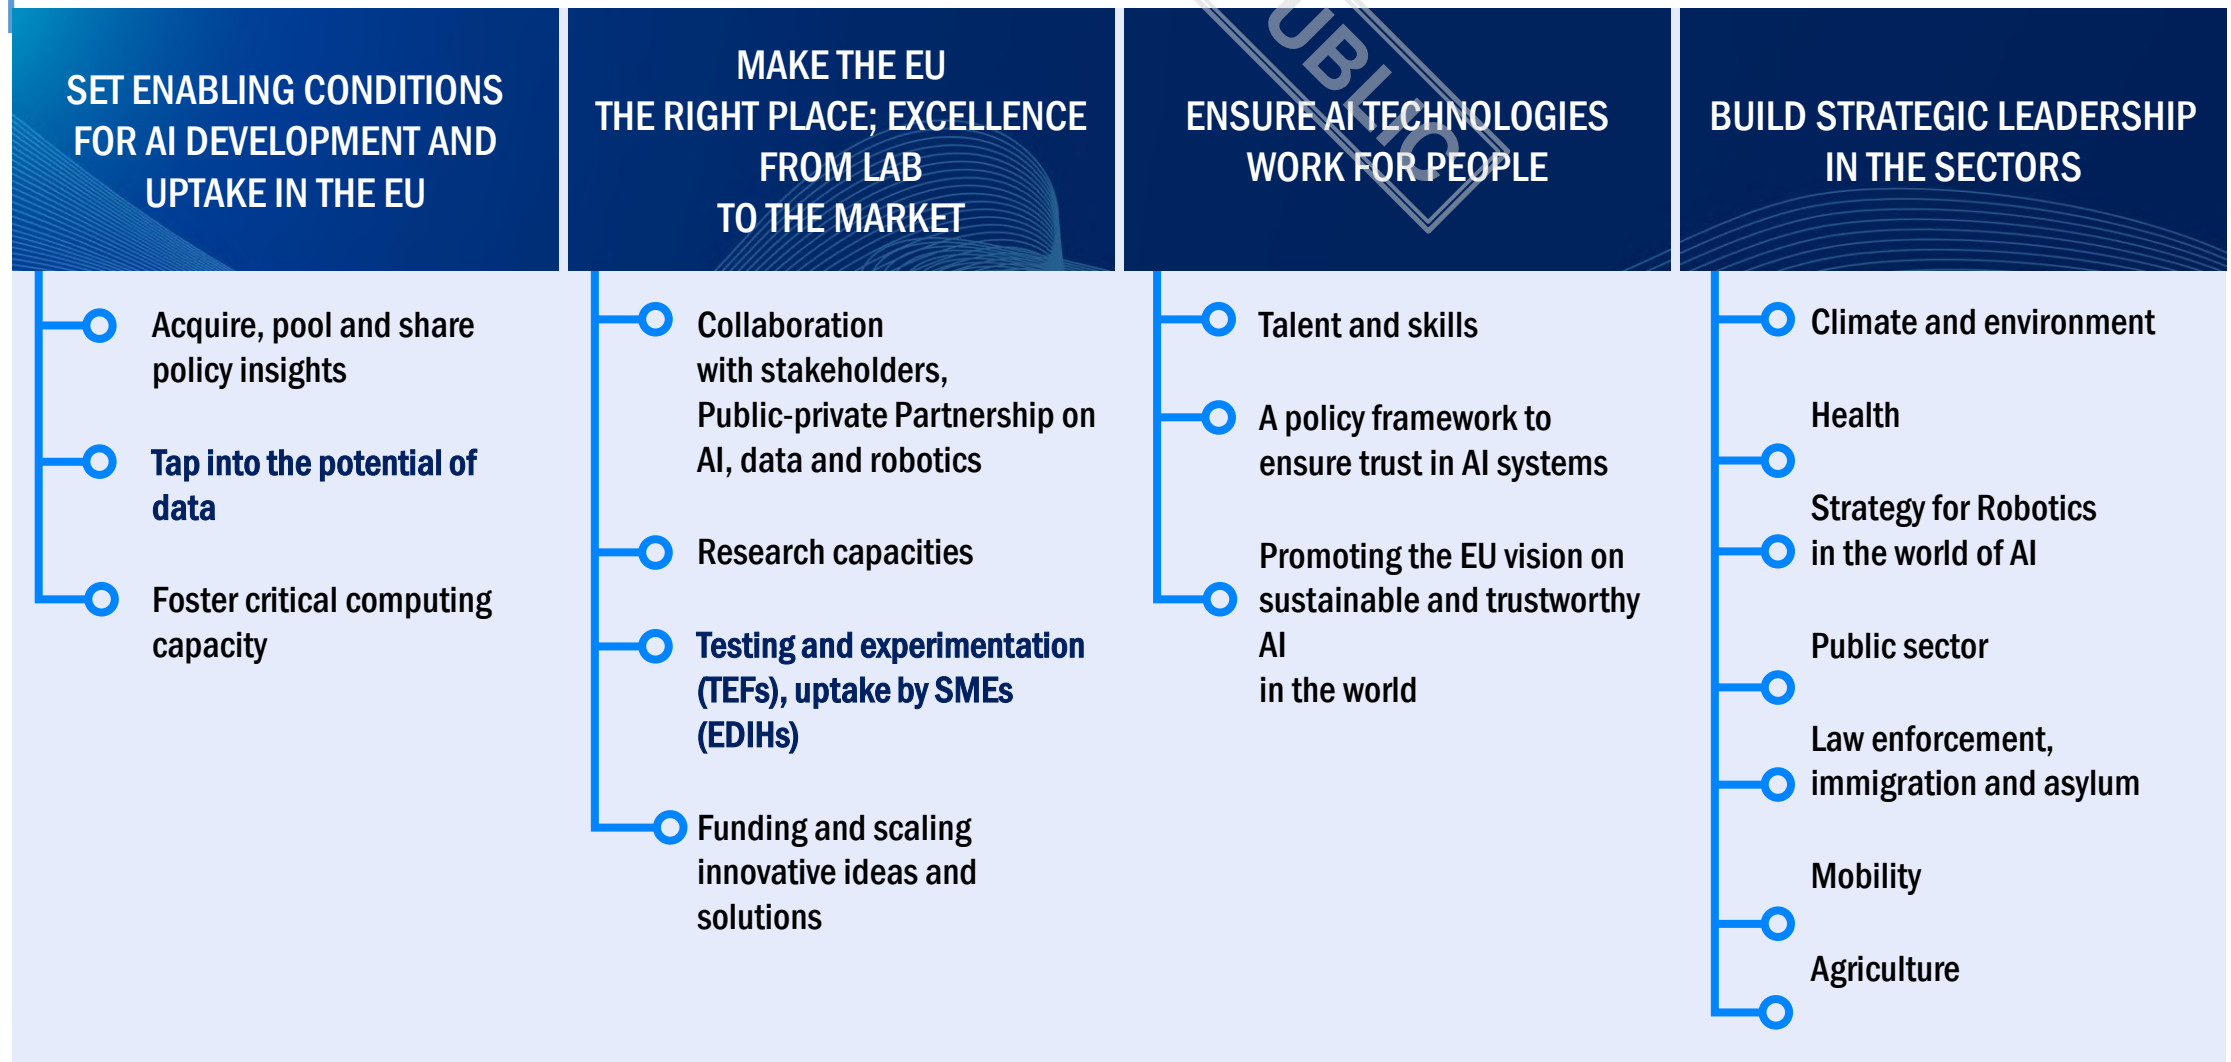 SET ENABLING CONDITIONS
FOR AI DEVELOPMENT AND
UPTAKE IN THE EU
Acquire, pool and share
policy insights
Tap into the potential of
data
Foster critical computing
capacity
MAKE THE EU
THE RIGHT PLACE; EXCELLENCE
FROM LAB
TO THE MARKET
Collaboration
with stakeholders,
Public-private Partnership on
AI, data and robotics
Research capacities
Testing and experimentation
(TEFs), uptake by SMEs
(EDIHs)
Funding and scaling
innovative ideas and
solutions
ENSURE AI TECHNOLOGIES
WORK FOR PEOPLE
UBLIC
Talent and skills
A policy framework to
ensure trust in AI systems
Promoting the EU vision on
sustainable and trustworthy
AI
in the world
BUILD STRATEGIC LEADERSHIP
IN THE SECTORS
Climate and environment
Health
Strategy for Robotics
in the world of AI
Public sector
Law enforcement,
immigration and asylum
Mobility
Agriculture